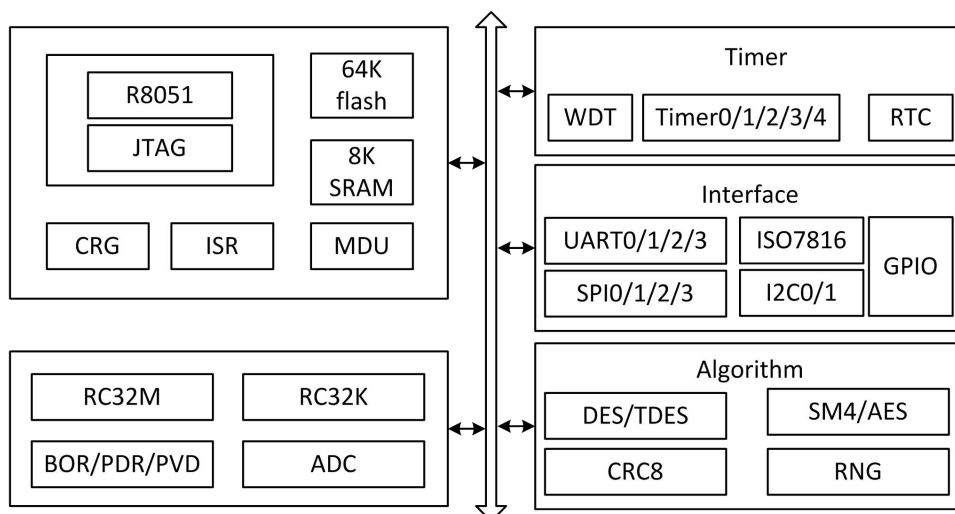 R8051
JTAG
64K
flash
8K
SRAM
CRG
ISR
MDU
RC32M
RC32K
BOR/PDR/PVD
ADC
Timer
WDT
Timer0/1/2/3/4
RTC
Interface
UART0/1/2/3
ISO7816
GPIO
SPI0/1/2/3
I2C0/1
Algorithm
DES/TDES
SM4/AES
CRC8
RNG